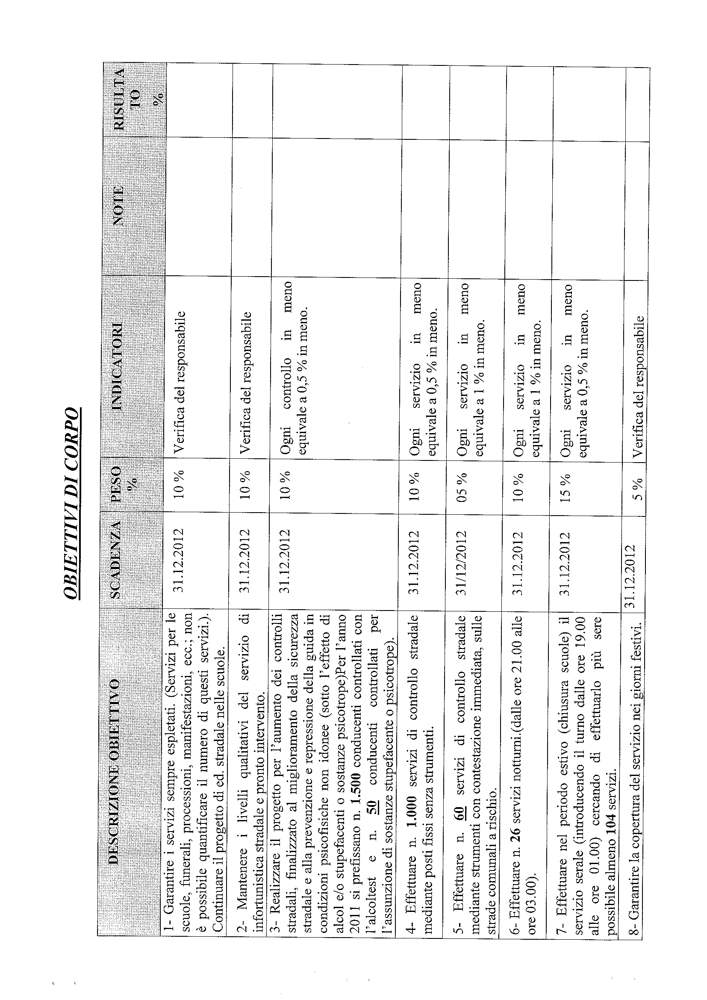 OBIETTIVI DI CORPO
DESCRIZIONE OBIETTIVO
SCADENZA
PESO
%
INDICATORI
NOTE
RISULTA
TO
%
1- Garantire i servizi sempre espletati. (Servizi per le
scuole, funerali, processioni, manifestazioni, ecc.; non
è possibile quantificare il numero di questi servizi.).
Continuare il progetto di ed. stradale nelle scuole.
31.12.2012
10 %
Verifica del responsabile
2- Mantenere i livelli qualitativi del servizio di
infortunistica stradale e pronto intervento.
31.12.2012
10 %
Verifica del responsabile
3- Realizzare il progetto per l'aumento dei controlli
stradali, finalizzato al miglioramento della sicurezza
stradale e alla prevenzione e repressione della guida in
condizioni psicofisiche non idonee (sotto l'effetto di
alcol e/o stupefacenti o sostanze psicotrope)Per l'anno
2011 si prefissano n. 1.500 conducenti controllati con
l'alcoltest e n. 50 conducenti controllati per
l'assunzione di sostanze stupefacente o psicotrope).
31.12.2012
10 %
Ogni controllo in meno
equivale a 0,5 % in meno.
4- Effettuare n. 1.000 servizi di controllo stradale
mediante posti fissi senza strumenti.
31.12.2012
10 %
Ogni servizio in meno
equivale a 0,5 % in meno.
5- Effettuare n. 60 servizi di controllo stradale
mediante strumenti con contestazione immediata, sulle
strade comunali a rischio.
31/12/2012
05 %
Ogni servizio in meno
equivale a 1 % in meno.
6- Effettuare n. 26 servizi notturni.(dalle ore 21.00 alle
ore 03.00).
31.12.2012
10 %
Ogni servizio in meno
equivale a 1 % in meno.
7- Effettuare nel periodo estivo (chiusura scuole) il
servizio serale (introducendo il turno dalle ore 19.00
alle ore 01.00) cercando di effettuarlo più sere
possibile almeno 104 servizi.
31.12.2012
15 %
Ogni servizio in meno
equivale a 0,5 % in meno.
8- Garantire la copertura del servizio nei giorni festivi.
31.12.2012
5 %
Verifica del responsabile